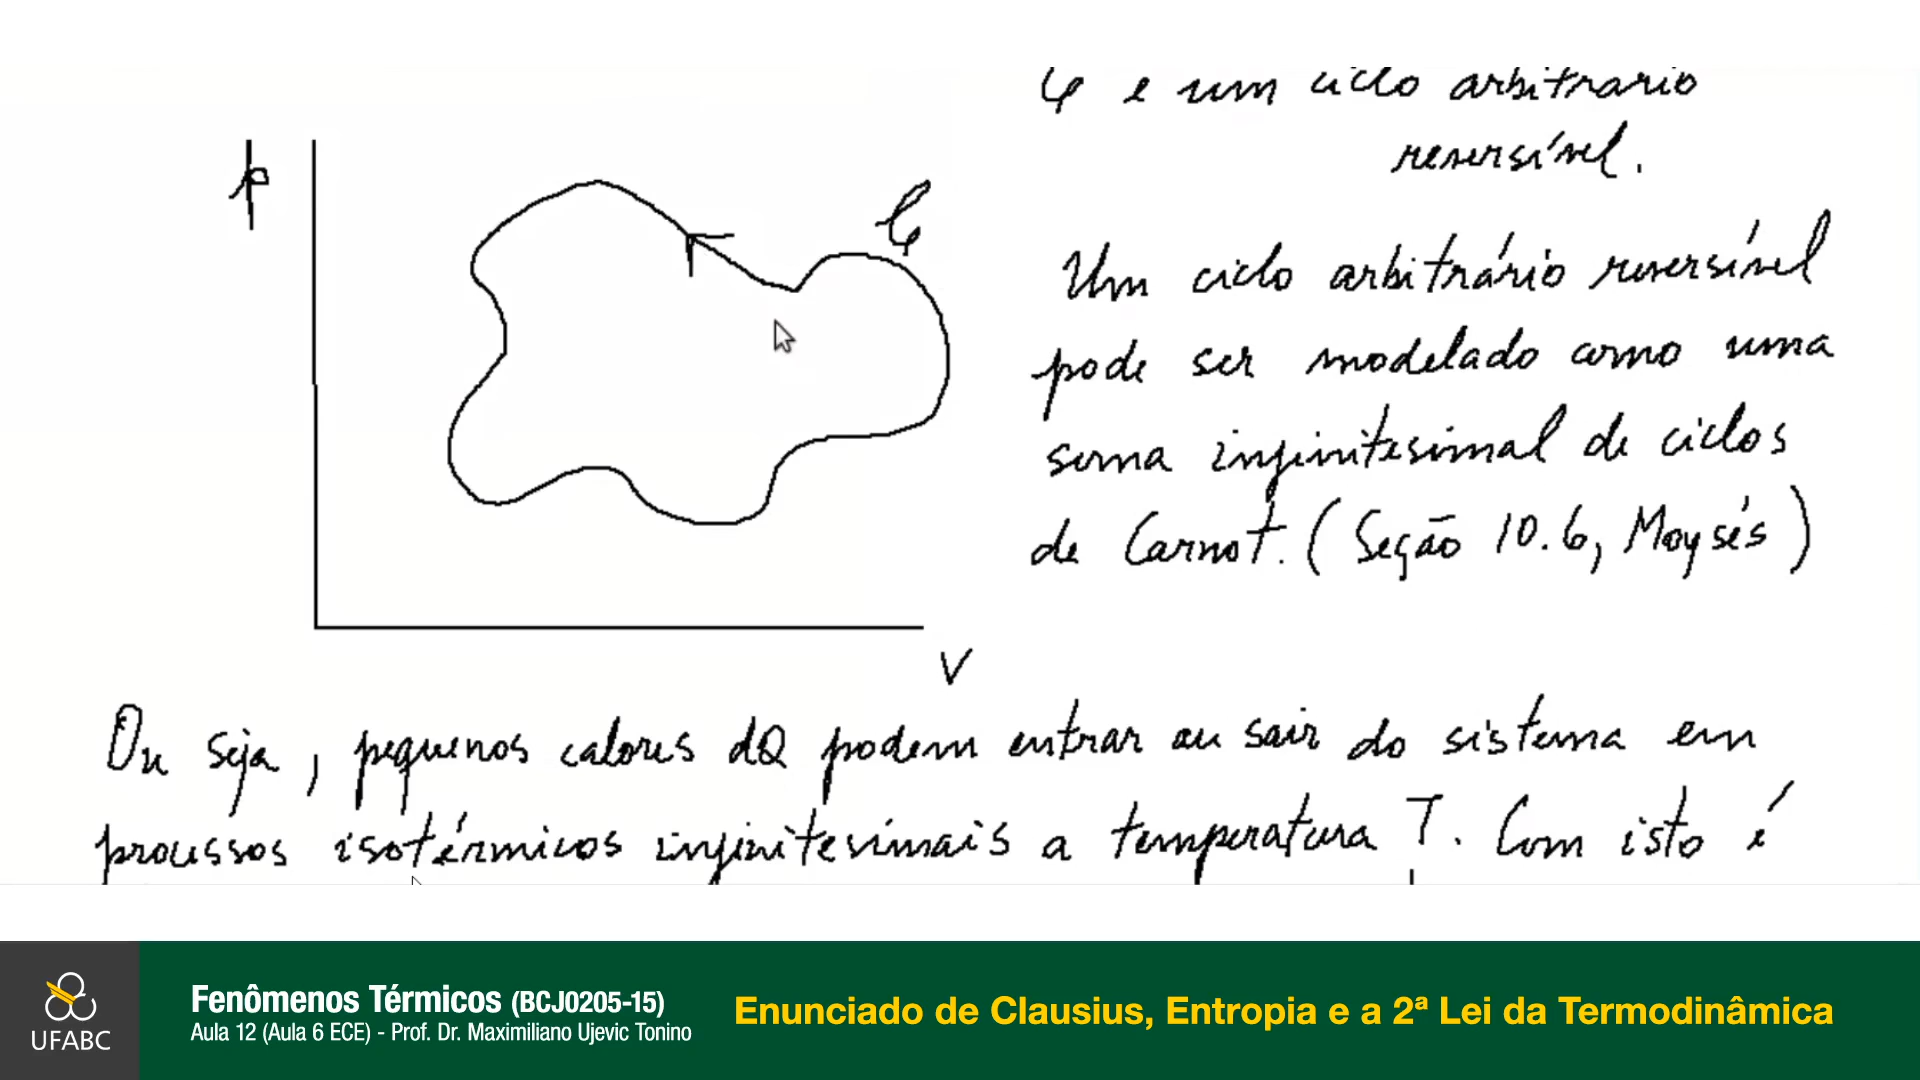 C é um ciclo arbitrario
reversível.
p
C
Um ciclo arbitrário reversível
pode ser modelado como uma
soma infinitesimal de ciclos
de Carnot. (Seção 10.6, Moysés)
V
Ou seja, pequenos calores dQ podem entrar ou sair do sistema em
processos isotérmicos infinitesimais a temperatura T. Com isto é
UFABC
Fenômenos Térmicos (BCJ0205-15)
Aula 12 (Aula 6 ECE) - Prof. Dr. Maximiliano Ujevic Tonino
Enunciado de Clausius, Entropia e a 2ª Lei da Termodinâmica